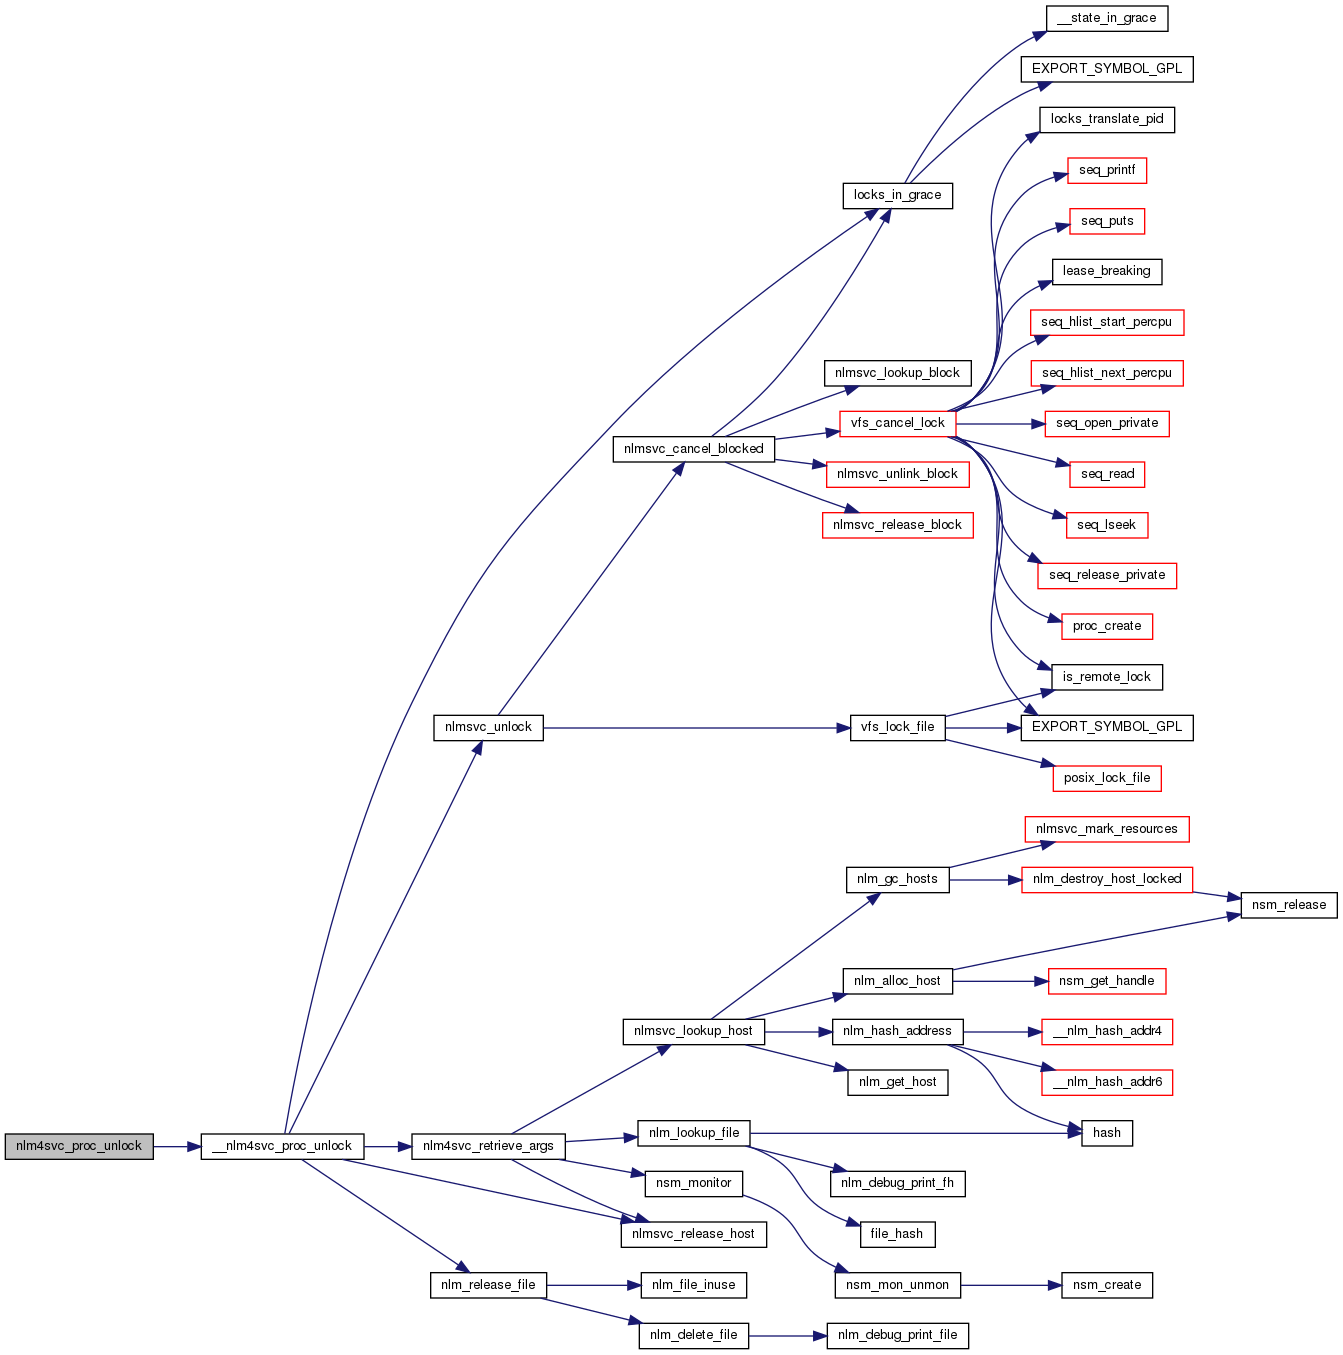 __state_in_grace
EXPORT_SYMBOL_GPL
locks_translate_pid
seq_printf
locks_in_grace
seq_puts
lease_breaking
seq_hlist_start_percpu
nlmsvc_lookup_block
seq_hlist_next_percpu
vfs_cancel_lock
seq_open_private
nlmsvc_cancel_blocked
nlmsvc_unlink_block
seq_read
nlmsvc_release_block
seq_lseek
seq_release_private
proc_create
is_remote_lock
nlmsvc_unlock
vfs_lock_file
EXPORT_SYMBOL_GPL
posix_lock_file
nlmsvc_mark_resources
nlm_gc_hosts
nlm_destroy_host_locked
nsm_release
nlm_alloc_host
nsm_get_handle
nlmsvc_lookup_host
nlm_hash_address
__nlm_hash_addr4
nlm_get_host
__nlm_hash_addr6
nlm4svc_proc_unlock
__nlm4svc_proc_unlock
nlm4svc_retrieve_args
nlm_lookup_file
hash
nsm_monitor
nlm_debug_print_fh
nlmsvc_release_host
file_hash
nlm_release_file
nlm_file_inuse
nsm_mon_unmon
nsm_create
nlm_delete_file
nlm_debug_print_file